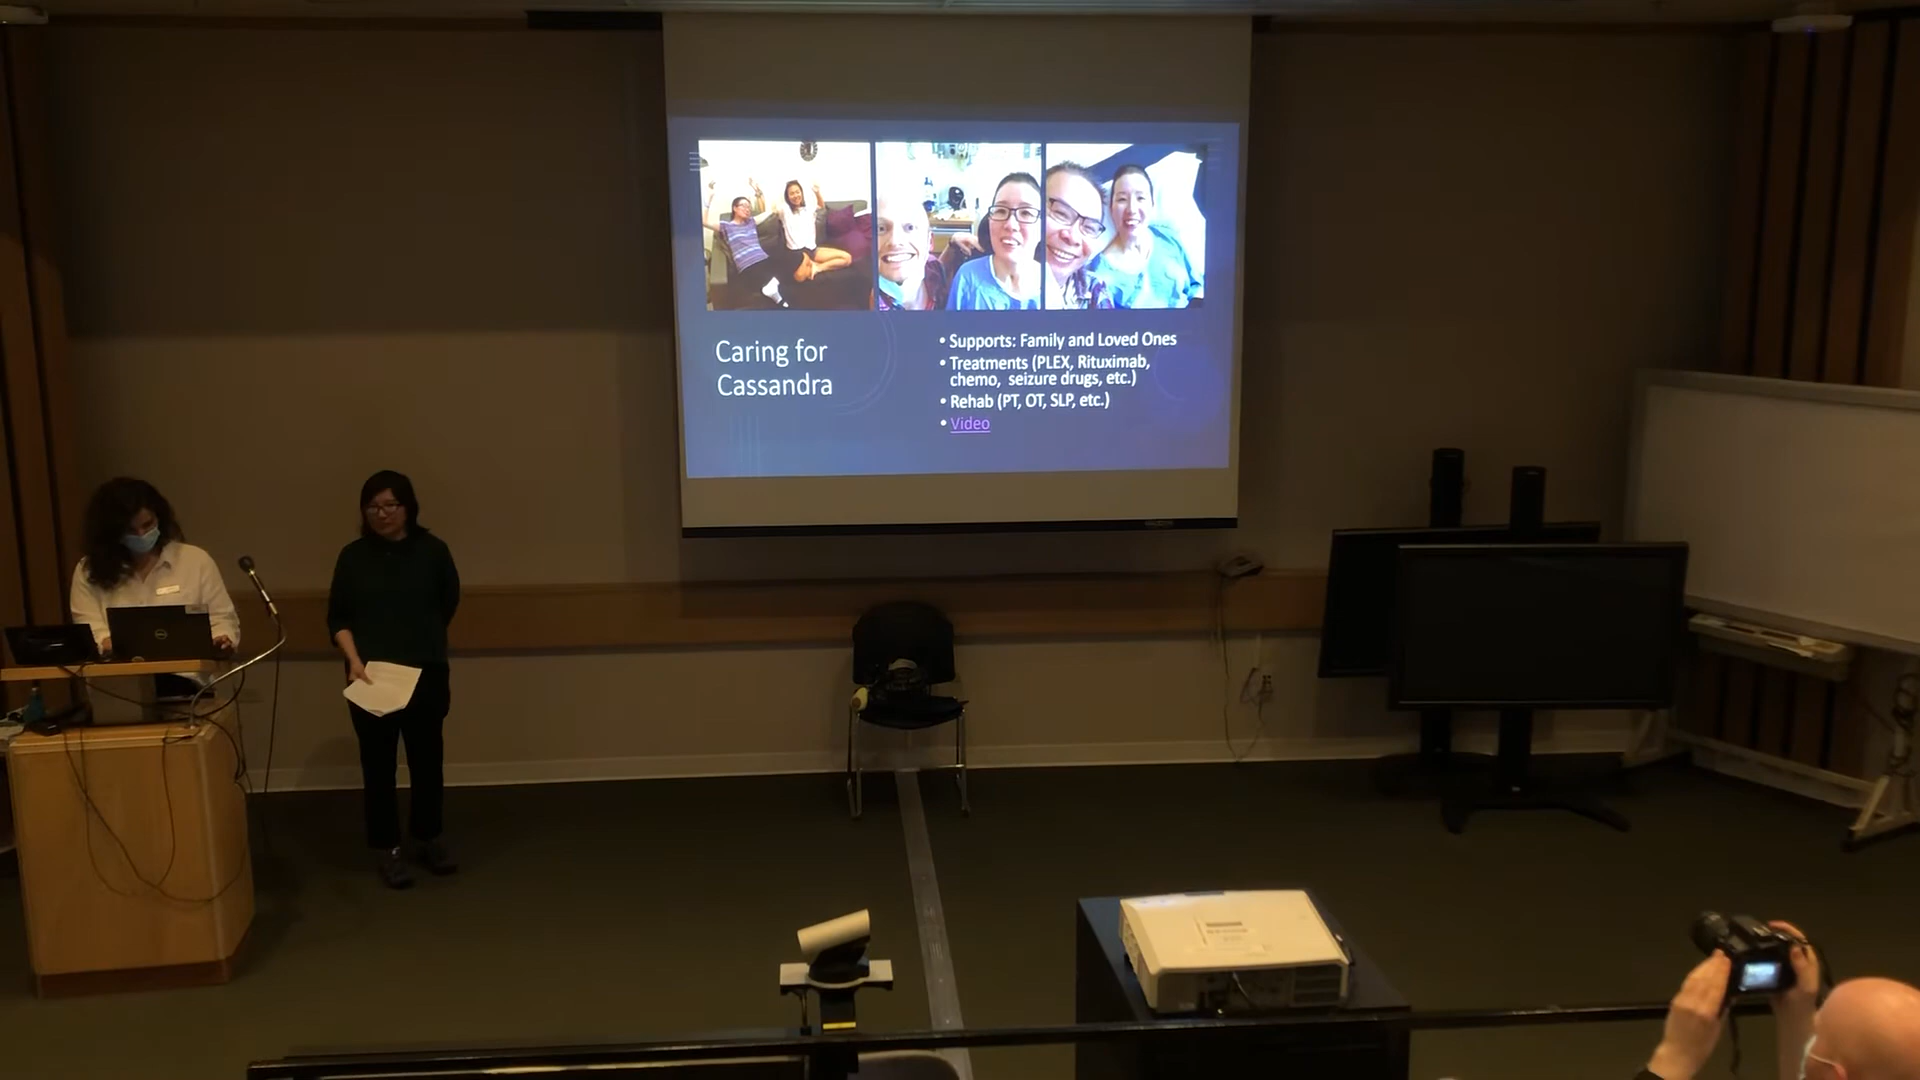 Caring for
Cassandra
• Supports: Family and Loved Ones
• Treatments (PLEX, Rituximab,
chemo, seizure drugs, etc.)
• Rehab (PT, OT, SLP, etc.)
• Video
DELL